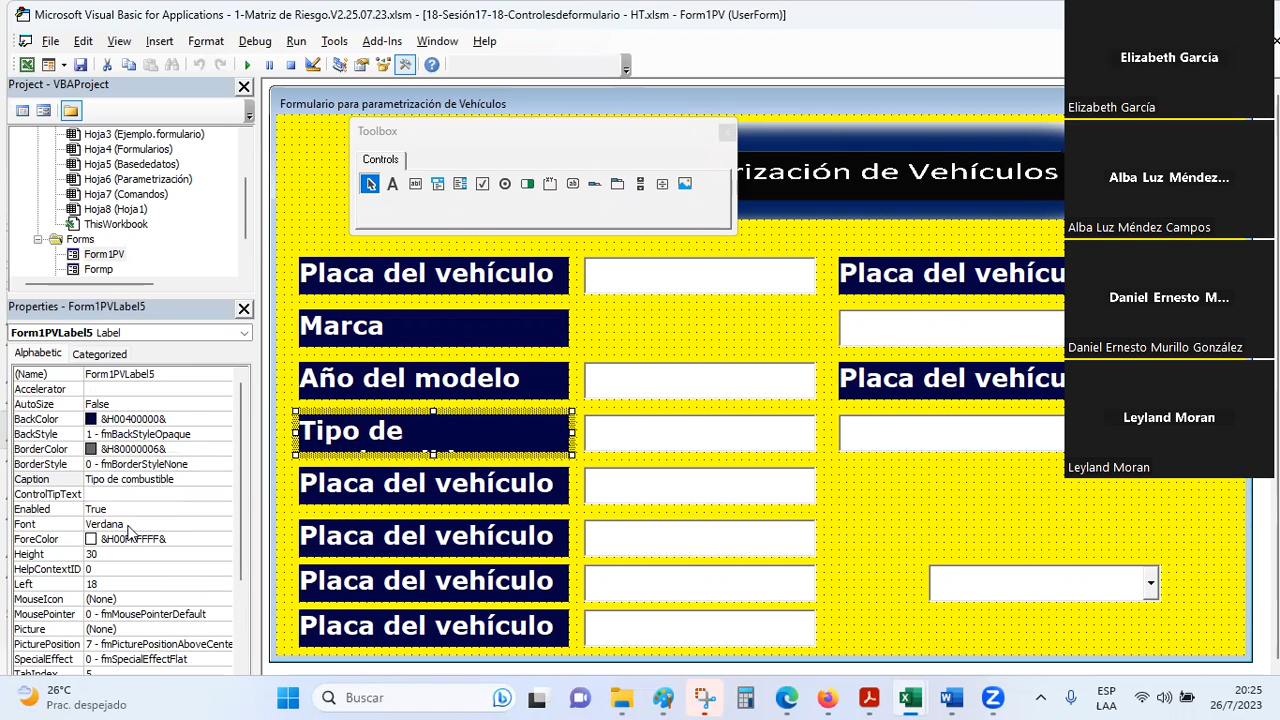 Microsoft Visual Basic for Applications - 1-Matriz de Riesgo.V2.25.07.23.xlsm - [18-Sesión17-18-Controlesdeformulario - HT.xlsm - Form1PV (UserForm)]
File Edit View Insert Format Debug Run Tools Add-Ins Window Help
Project - VBAProject
Hoja3 (Ejemplo.formulario)
Hoja4 (Formularios)
Hoja5 (Basededatos)
Hoja6 (Parametrización)
Hoja7 (Comandos)
Hoja8 (Hoja1)
ThisWorkbook
Forms
Form1PV
Formp
Properties - Form1PVLabel5
Form1PVLabel5 Label
Alphabetic Categorized
(Name) Form1PVLabel5
Accelerator
AutoSize False
BackColor &H00400000&
BackStyle 1 - fmBackStyleOpaque
BorderColor &H80000006&
BorderStyle 0 - fmBorderStyleNone
Caption Tipo de combustible
ControlTipText
Enabled True
Font Verdana
ForeColor &H00FFFFFF&
Height 30
HelpContextID 0
Left 18
MouseIcon (None)
MousePointer 0 - fmMousePointerDefault
Picture (None)
PicturePosition 7 - fmPicturePositionAboveCente
SpecialEffect 0 - fmSpecialEffectFlat
TabIndex 5
Formulario para parametrización de Vehículos
Toolbox
Controls
rización de Vehículos
Placa del vehículo Placa del vehícu
Marca
Año del modelo Placa del vehícu
Tipo de
Placa del vehículo
Placa del vehículo
Placa del vehículo
Placa del vehículo
Elizabeth García
Elizabeth García
Alba Luz Méndez...
Alba Luz Méndez Campos
Daniel Ernesto M...
Daniel Ernesto Murillo González
Leyland Moran
Leyland Moran
26°C
Prac. despejado
Buscar
ESP
LAA
20:25
26/7/2023